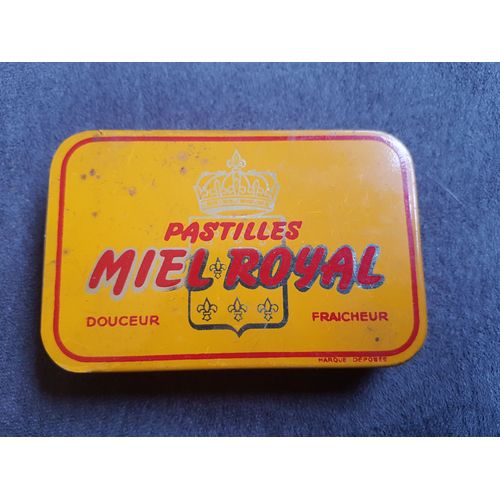 PASTILLES
MIEL ROYAL
DOUCEUR FRAICHEUR
MARQUE DÉPOSÉE